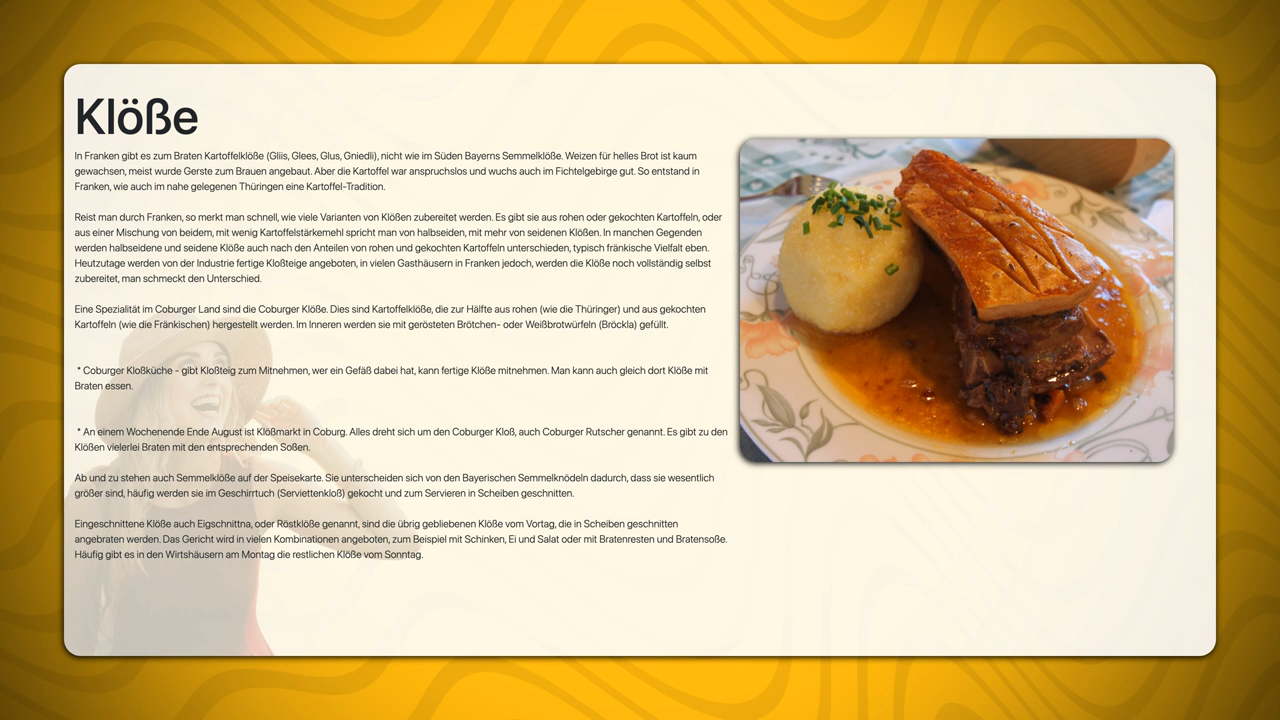 Klöße
In Franken gibt es zum Braten Kartoffelklöße (Gliis, Glees, Glus, Gniedli), nicht wie im Süden Bayerns Semmelklöße. Weizen für helles Brot ist kaum
gewachsen, meist wurde Gerste zum Brauen angebaut. Aber die Kartoffel war anspruchslos und wuchs auch im Fichtelgebirge gut. So entstand in
Franken, wie auch im nahe gelegenen Thüringen eine Kartoffel-Tradition.
Reist man durch Franken, so merkt man schnell, wie viele Varianten von Klößen zubereitet werden. Es gibt sie aus rohen oder gekochten Kartoffeln, oder
aus einer Mischung von beidem, mit wenig Kartoffelstärkemehl spricht man von halbseiden, mit mehr von seidenen Klößen. In manchen Gegenden
werden halbseidene und seidene Klöße auch nach den Anteilen von rohen und gekochten Kartoffeln unterschieden, typisch fränkische Vielfalt eben.
Heutzutage werden von der Industrie fertige Kloßteige angeboten, in vielen Gasthäusern in Franken jedoch, werden die Klöße noch vollständig selbst
zubereitet, man schmeckt den Unterschied.
Eine Spezialität im Coburger Land sind die Coburger Klöße. Dies sind Kartoffelklöße, die zur Hälfte aus rohen (wie die Thüringer) und aus gekochten
Kartoffeln (wie die Fränkischen) hergestellt werden. Im Inneren werden sie mit gerösteten Brötchen- oder Weißbrotwürfeln (Bröckla) gefüllt.
* Coburger Kloßküche - gibt Kloßteig zum Mitnehmen, wer ein Gefäß dabei hat, kann fertige Klöße mitnehmen. Man kann auch gleich dort Klöße mit
Braten essen.
* An einem Wochenende Ende August ist Klößmarkt in Coburg. Alles dreht sich um den Coburger Kloß, auch Coburger Rutscher genannt. Es gibt zu den
Klößen vielerlei Braten mit den entsprechenden Soßen.
Ab und zu stehen auch Semmelklöße auf der Speisekarte. Sie unterscheiden sich von den Bayerischen Semmelknödeln dadurch, dass sie wesentlich
größer sind, häufig werden sie im Geschirrtuch (Serviettenkloß) gekocht und zum Servieren in Scheiben geschnitten.
Eingeschnittene Klöße auch Eigschnittna, oder Röstklöße genannt, sind die übrig gebliebenen Klöße vom Vortag, die in Scheiben geschnitten
angebraten werden. Das Gericht wird in vielen Kombinationen angeboten, zum Beispiel mit Schinken, Ei und Salat oder mit Bratenresten und Bratensoße.
Häufig gibt es in den Wirtshäusern am Montag die restlichen Klöße vom Sonntag.